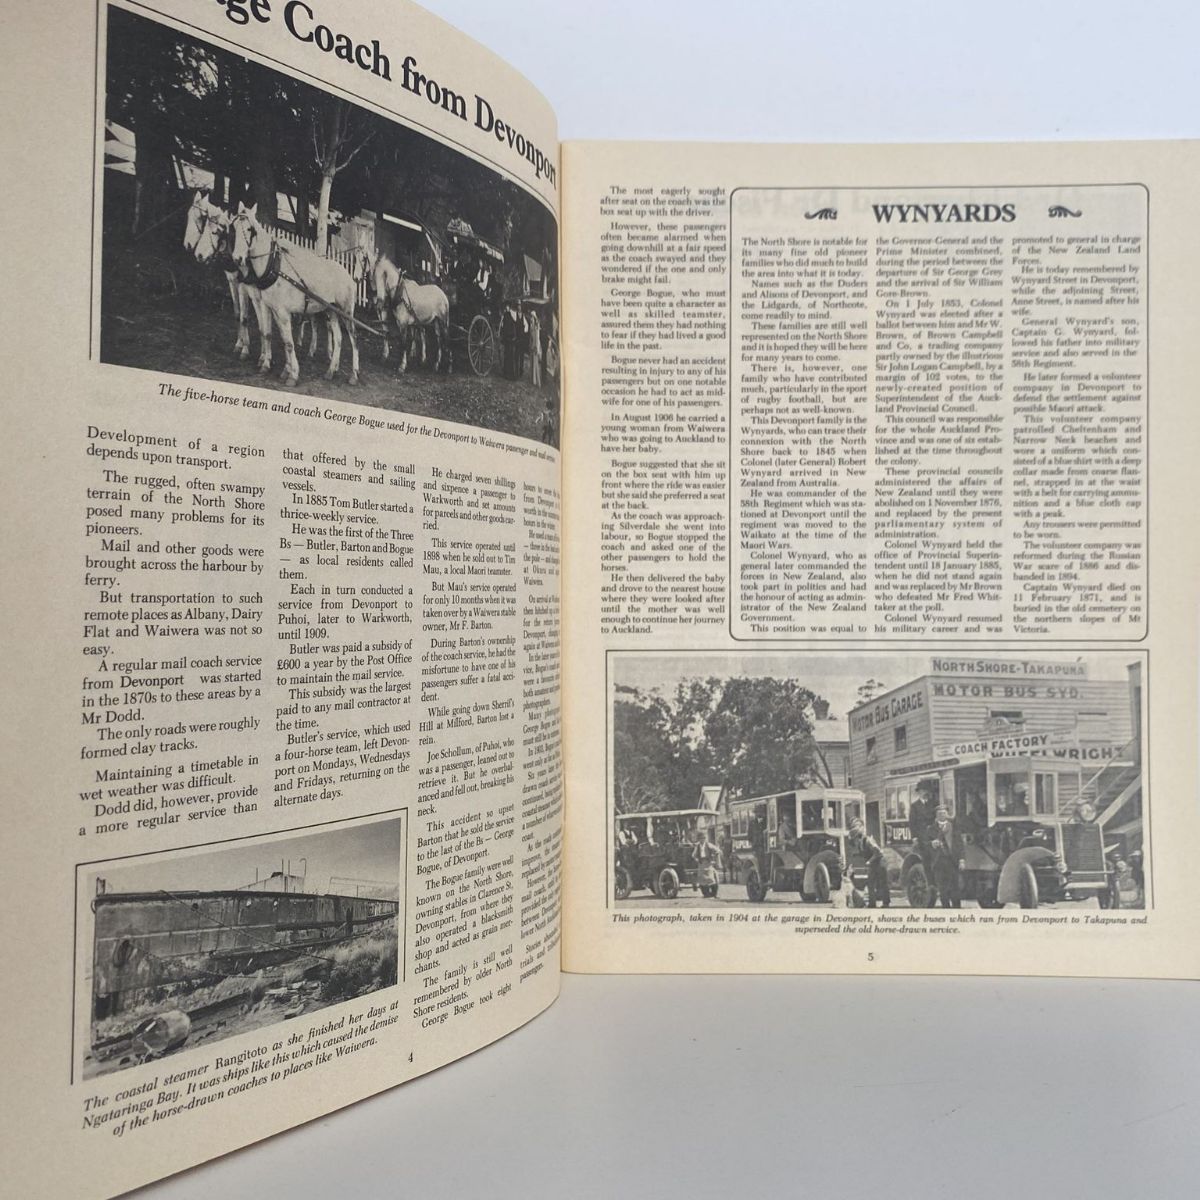 ge Coach from Devonport
The five-horse team and coach George Bogue used for the Devonport to Waiwera passenger and mail service.
Development of a region
depends upon transport.
The rugged, often swampy
terrain of the North Shore
posed many problems for its
pioneers.
Mail and other goods were
brought across the harbour by
ferry.
But transportation to such
remote places as Albany, Dairy
Flat and Waiwera was not so
easy.
A regular mail coach service
from Devonport was started
in the 1870s to these areas by a
Mr Dodd.
The only roads were roughly
formed clay tracks.
Maintaining a timetable in
wet weather was difficult.
Dodd did, however, provide
a more regular service than
that offered by the small
coastal steamers and sailing
vessels.
In 1885 Tom Butler started a
thrice-weekly service.
He was the first of the Three
Bs — Butler, Barton and Bogue
— as local residents called
them.
Each in turn conducted a
service from Devonport to
Puhoi, later to Warkworth,
until 1909.
Butler was paid a subsidy of
£600 a year by the Post Office
to maintain the mail service.
This subsidy was the largest
paid to any mail contractor at
the time.
Butler's service, which used
a four-horse team, left Devon-
port on Mondays, Wednesdays
and Fridays, returning on the
alternate days.
He charged seven shillings
and sixpence a passenger to
Warkworth and set amounts
for parcels and other goods car-
ried.
This service operated until
1898 when he sold out to Tim
Mau, a local Maori teamster.
But Mau's service operated
for only 10 months when it was
taken over by a Waiwera stable
owner, Mr F. Barton.
During Barton's ownership
of the coach service, he had the
misfortune to have one of his
passengers suffer a fatal acci-
dent.
While going down Sherril's
Hill at Milford, Barton lost a
rein.
Joe Schollum, of Puhoi, who
was a passenger, leaned out to
retrieve it. But he overbal-
anced and fell out, breaking his
neck.
This accident so upset
Barton that he sold the service
to the last of the Bs — George
Bogue, of Devonport.
The Bogue family were well
known on the North Shore,
owning stables in Clarence St,
Devonport, from where they
also operated a blacksmith
shop and acted as grain mer-
chants.
The family is still well
remembered by older North
Shore residents.
George Bogue took eight
The coastal steamer Rangitoto as she finished her days at
Ngataringa Bay. It was ships like this which caused the demise
of the horse-drawn coaches to places like Waiwera.
4
The most eagerly sought
after seat on the coach was the
box seat up with the driver.
However, these passengers
often became alarmed when
going downhill at a fair speed
as the coach swayed and they
wondered if the one and only
brake might fail.
George Bogue, who must
have been quite a character as
well as skilled teamster,
assured them they had nothing
to fear if they had lived a good
life in the past.
Bogue never had an accident
resulting in injury to any of his
passengers but on one notable
occasion he had to act as mid-
wife for one of his passengers.
In August 1906 he carried a
young woman from Waiwera
who was going to Auckland to
have her baby.
Bogue suggested that she sit
on the box seat with him up
front where the ride was easier
but she said she preferred a seat
at the back.
As the coach was approach-
ing Silverdale she went into
labour, so Bogue stopped the
coach and asked one of the
other passengers to hold the
horses.
He then delivered the baby
and drove to the nearest house
where they were looked after
until the mother was well
enough to continue her journey
to Auckland.
WYNYARDS
The North Shore is notable for
its many fine old pioneer
families who did much to build
the area into what it is today.
Names such as the Duders
and Alisons of Devonport, and
the Lidgards, of Northcote,
come readily to mind.
These families are still well
represented on the North Shore
and it is hoped they will be here
for many years to come.
There is, however, one
family who have contributed
much, particularly in the sport
of rugby football, but are
perhaps not as well-known.
This Devonport family is the
Wynyards, who can trace their
connexion with the North
Shore back to 1845 when
Colonel (later General) Robert
Wynyard arrived in New
Zealand from Australia.
He was commander of the
58th Regiment which was sta-
tioned at Devonport until the
regiment was moved to the
Waikato at the time of the
Maori Wars.
Colonel Wynyard, who as
general later commanded the
forces in New Zealand, also
took part in politics and had
the honour of acting as admin-
istrator of the New Zealand
Government.
This position was equal to
the Governor-General and the
Prime Minister combined,
during the period between the
departure of Sir George Grey
and the arrival of Sir William
Gore-Brown.
On 1 July 1853, Colonel
Wynyard was elected after a
ballot between him and Mr W.
Brown, of Brown Campbell
and Co, a trading company
partly owned by the illustrious
Sir John Logan Campbell, by a
margin of 102 votes, to the
newly-created position of
Superintendent of the Auck-
land Provincial Council.
This council was responsible
for the whole Auckland Pro-
vince and was one of six estab-
lished at the time throughout
the colony.
These provincial councils
administered the affairs of
New Zealand until they were
abolished on 1 November 1876,
and replaced by the present
parliamentary system of
administration.
Colonel Wynyard held the
office of Provincial Superin-
tendent until 18 January 1885,
when he did not stand again
and was replaced by Mr Brown
who defeated Mr Fred Whit-
taker at the poll.
Colonel Wynyard resumed
his military career and was
promoted to general in charge
of the New Zealand Land
Forces.
He is today remembered by
Wynyard Street in Devonport,
while the adjoining Street,
Anne Street, is named after his
wife.
General Wynyard's son,
Captain G. Wynyard, fol-
lowed his father into military
service and also served in the
58th Regiment.
He later formed a volunteer
company in Devonport to
defend the settlement against
possible Maori attack.
This volunteer company
patrolled Cheltenham and
Narrow Neck beaches and
wore a uniform which con-
sisted of a blue shirt with a deep
collar made from coarse flan-
nel, strapped in at the waist
with a belt for carrying ammu-
nition and a blue cloth cap
with a peak.
Any trousers were permitted
to be worn.
The volunteer company was
reformed during the Russian
War scare of 1886 and dis-
banded in 1894.
Captain Wynyard died on
11 February 1871, and is
buried in the old cemetery on
the northern slopes of Mt
Victoria.
NORTH SHORE-TAKAPUNA
MOTOR BUS SYD.
MOTOR BUS GARAGE
COACH FACTORY
WHEELWRIGHT
This photograph, taken in 1904 at the garage in Devonport, shows the buses which ran from Devonport to Takapuna and
superseded the old horse-drawn service.
5